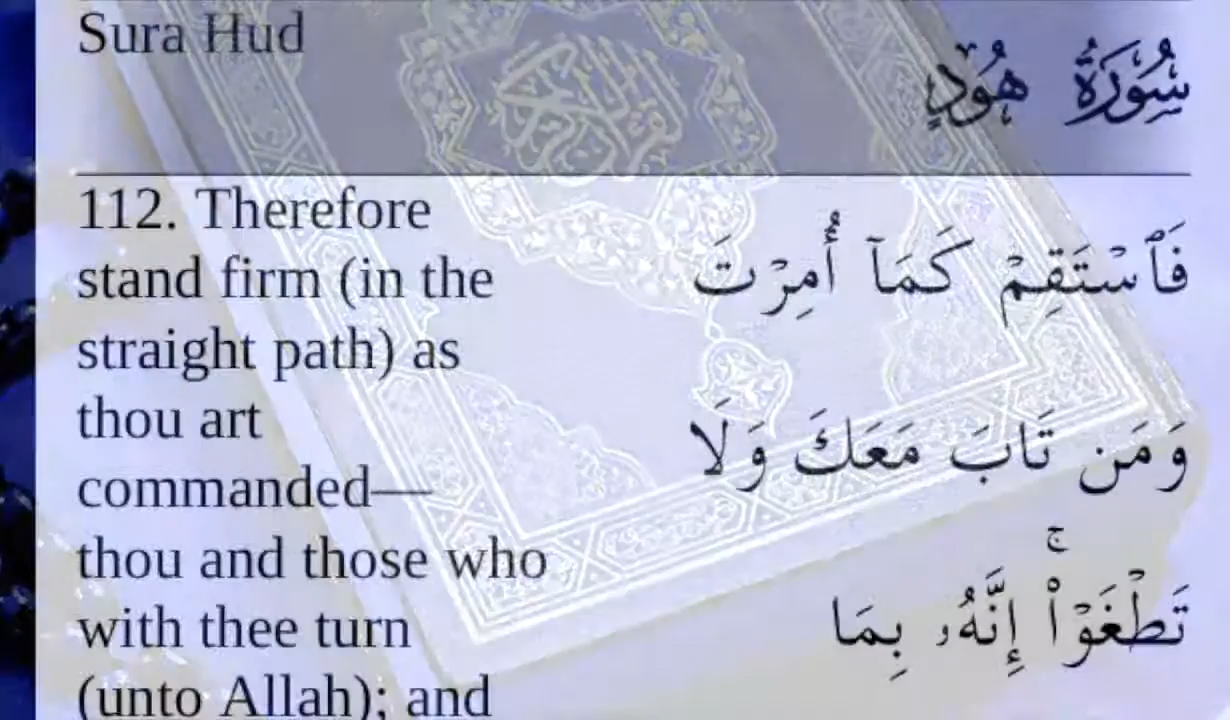 Sura Hud
سُورَةُ هُودٍ
112. Therefore
stand firm (in the
straight path) as
thou art
commanded—
thou and those who
with thee turn
(unto Allah); and
فَٱسۡتَقِمۡ كَمَآ أُمِرۡتَ
وَمَن تَابَ مَعَكَ وَلَا
تَطۡغَوۡاْۚ إِنَّهُۥ بِمَا